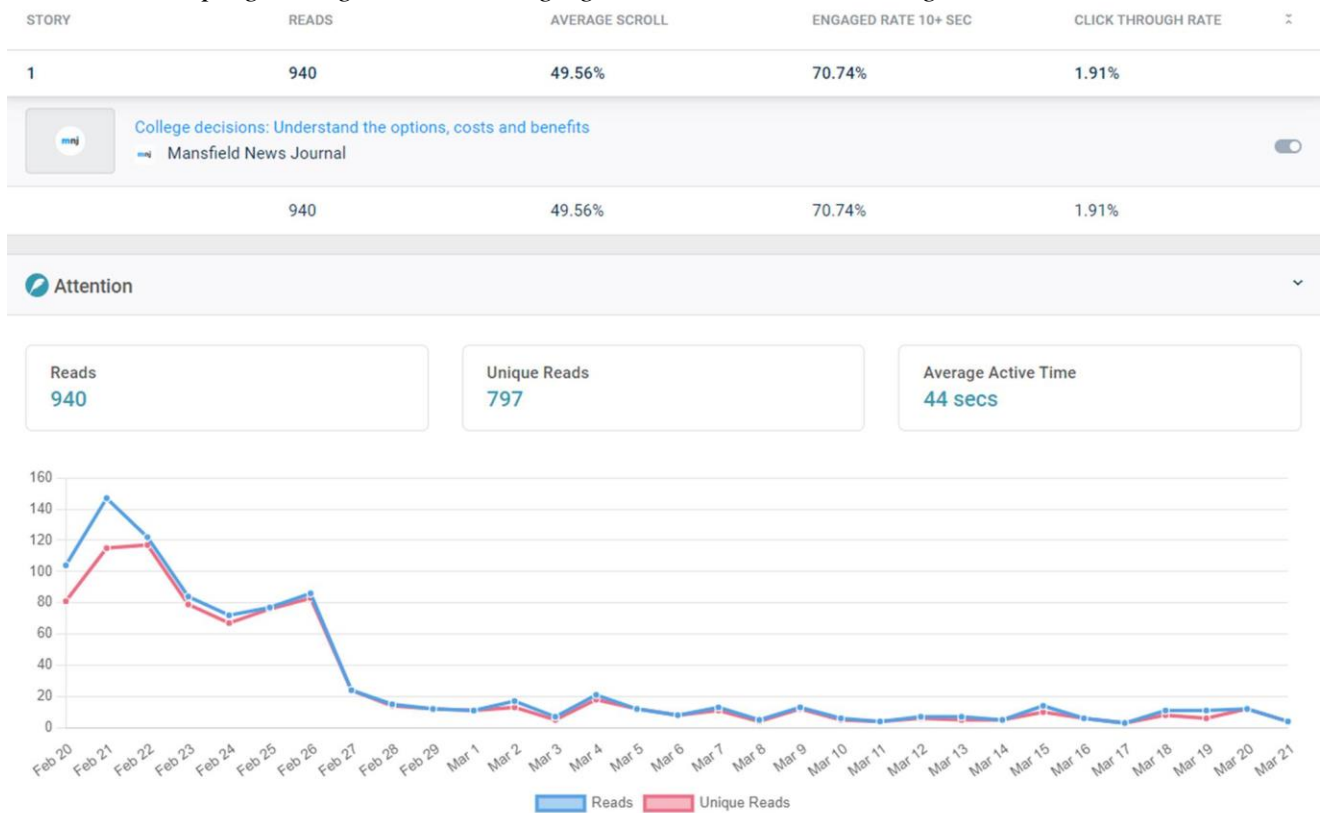 STORY READS AVERAGE SCROLL ENGAGED RATE 10+ SEC CLICK THROUGH RATE
1 940 49.56% 70.74% 1.91%
mnj
College decisions: Understand the options, costs and benefits
mnj Mansfield News Journal
940 49.56% 70.74% 1.91%
Attention
Reads Unique Reads Average Active Time
940 797 44 secs
160
140
120
100
80
60
40
20
0
Feb 20 Feb 21 Feb 22 Feb 23 Feb 24 Feb 25 Feb 26 Feb 27 Feb 28 Feb 29 Mar 1 Mar 2 Mar 3 Mar 4 Mar 5 Mar 6 Mar 7 Mar 8 Mar 9 Mar 10 Mar 11 Mar 12 Mar 13 Mar 14 Mar 15 Mar 16 Mar 17 Mar 18 Mar 19 Mar 20 Mar 21
Reads Unique Reads